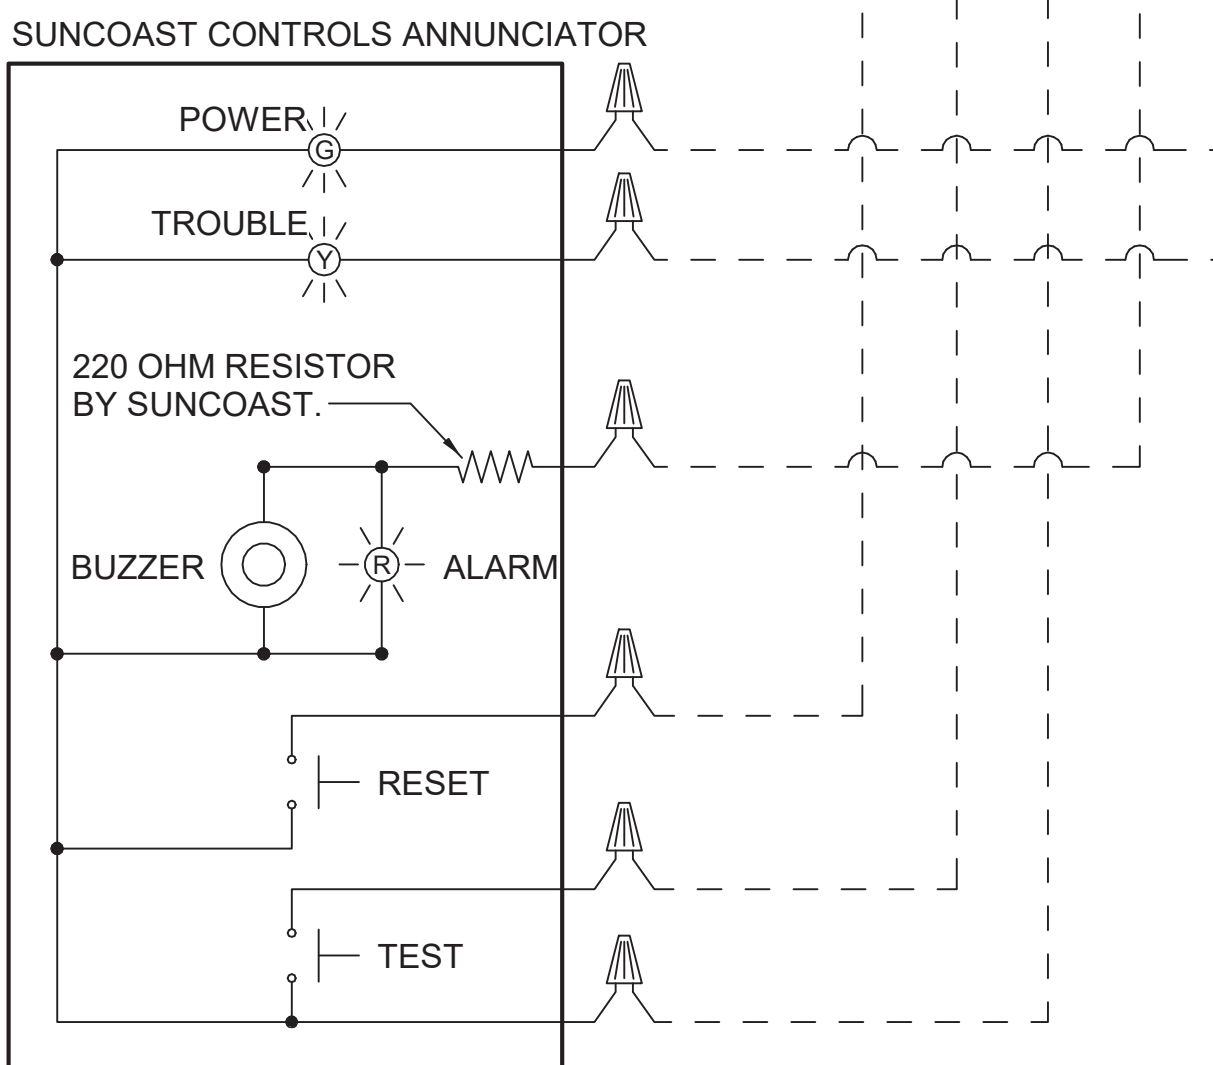 SUNCOAST CONTROLS ANNUNCIATOR
POWER
G
TROUBLE
Y
220 OHM RESISTOR
BY SUNCOAST.
BUZZER
R
ALARM
RESET
TEST